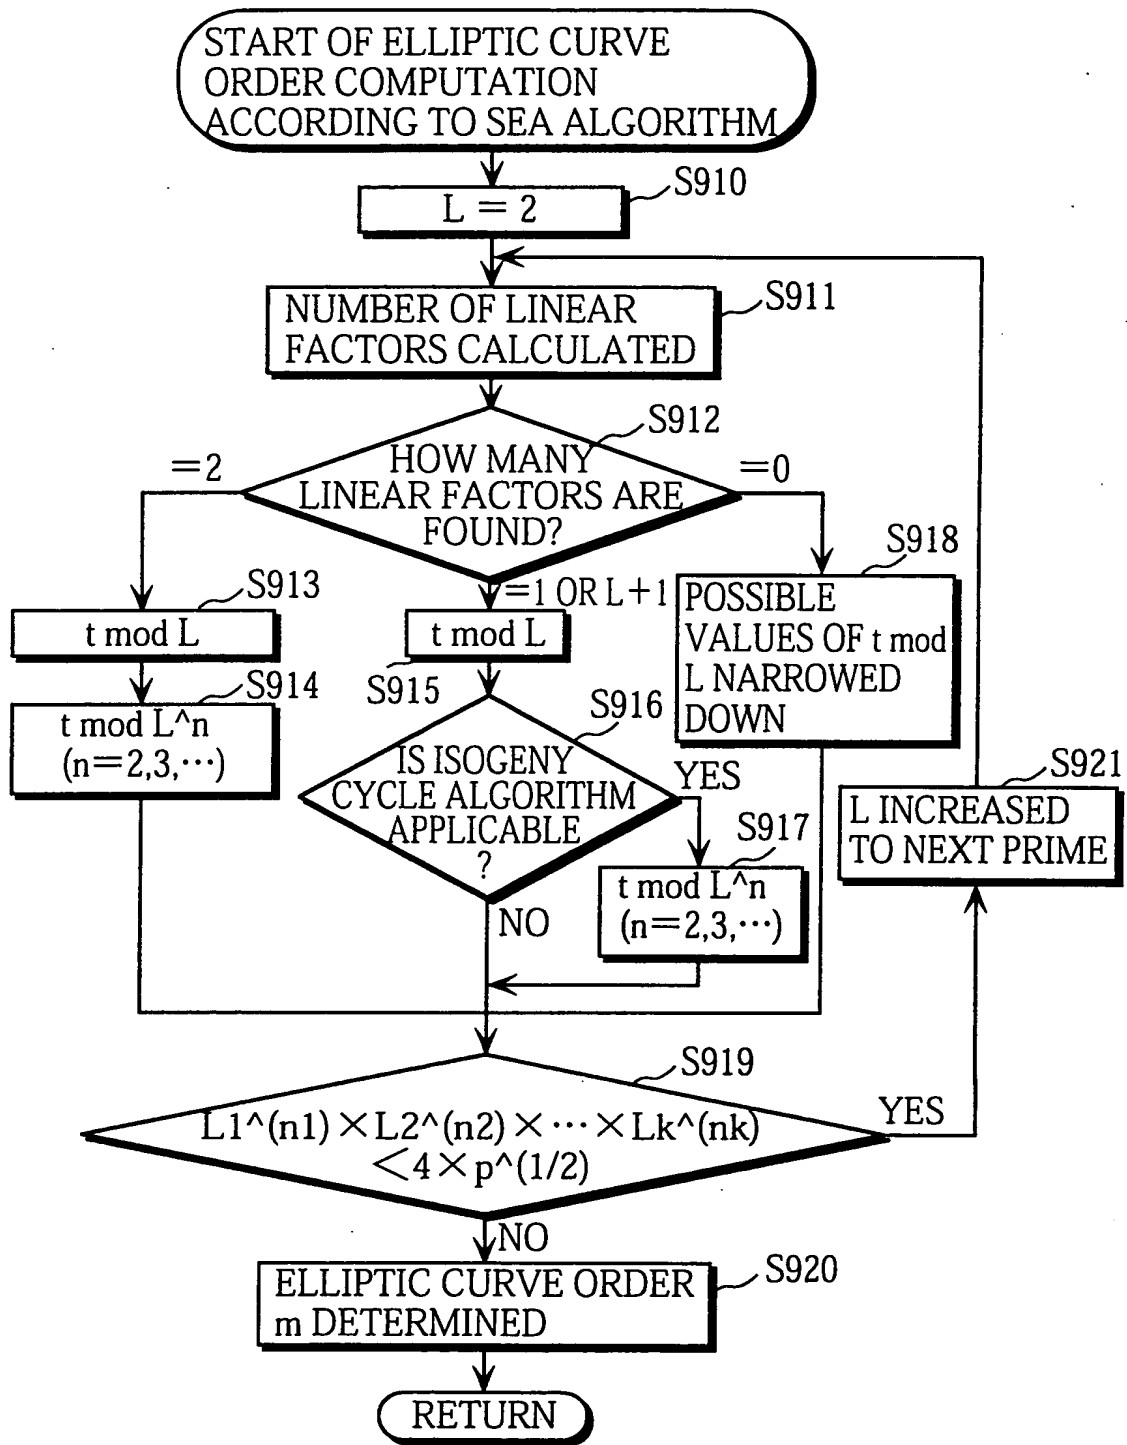 START OF ELLIPTIC CURVE
ORDER COMPUTATION
ACCORDING TO SEA ALGORITHM
S910
L = 2
S911
NUMBER OF LINEAR
FACTORS CALCULATED
S912
HOW MANY
LINEAR FACTORS ARE
FOUND?
=2
=0
=1 OR L+1
S913
t mod L
S914
t mod L^n
(n=2,3,···)
t mod L
S915
S916
IS ISOGENY
CYCLE ALGORITHM
APPLICABLE
?
YES
NO
S917
t mod L^n
(n=2,3,···)
S918
POSSIBLE
VALUES OF t mod
L NARROWED
DOWN
S921
L INCREASED
TO NEXT PRIME
S919
L1^(n1)×L2^(n2)×···×Lk^(nk)
<4×p^(1/2)
YES
NO
S920
ELLIPTIC CURVE ORDER
m DETERMINED
RETURN